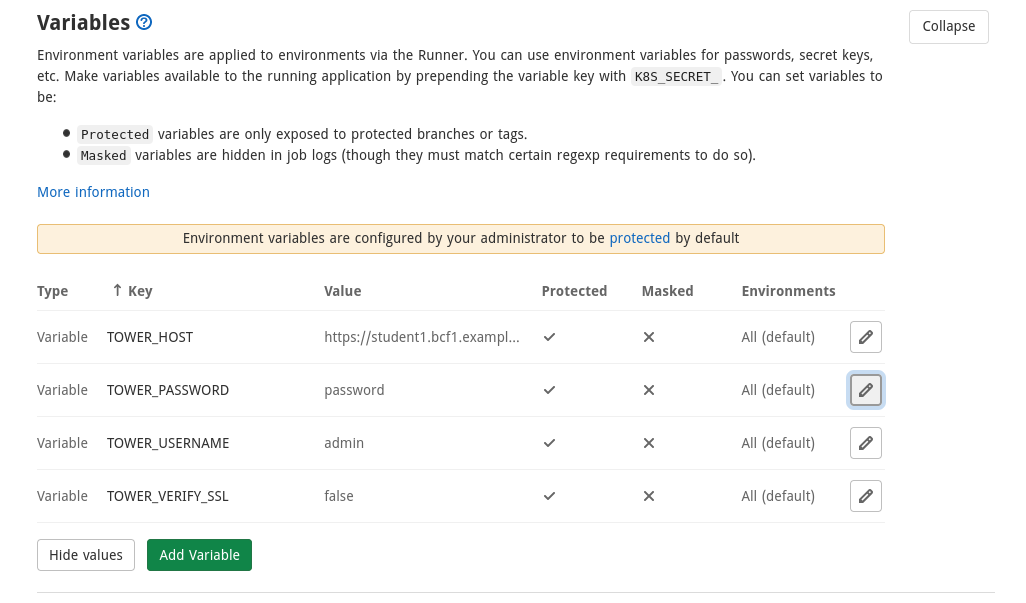 Variables
Collapse
Environment variables are applied to environments via the Runner. You can use environment variables for passwords, secret keys,
etc. Make variables available to the running application by prepending the variable key with K8S_SECRET_. You can set variables to
be:
Protected variables are only exposed to protected branches or tags.
Masked variables are hidden in job logs (though they must match certain regexp requirements to do so).
More information
Environment variables are configured by your administrator to be protected by default
Type ↑ Key Value Protected Masked Environments
Variable TOWER_HOST https://student1.bcf1.exampl... All (default)
Variable TOWER_PASSWORD password All (default)
Variable TOWER_USERNAME admin All (default)
Variable TOWER_VERIFY_SSL false All (default)
Hide values Add Variable